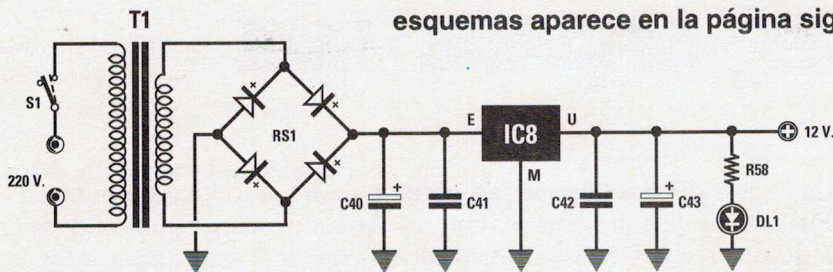 esquemas aparece en la página sig
T1
S1
220 V.
RS1
E
IC8
U
M
12 V.
C40
+
C41
C42
+
C43
R58
DL1